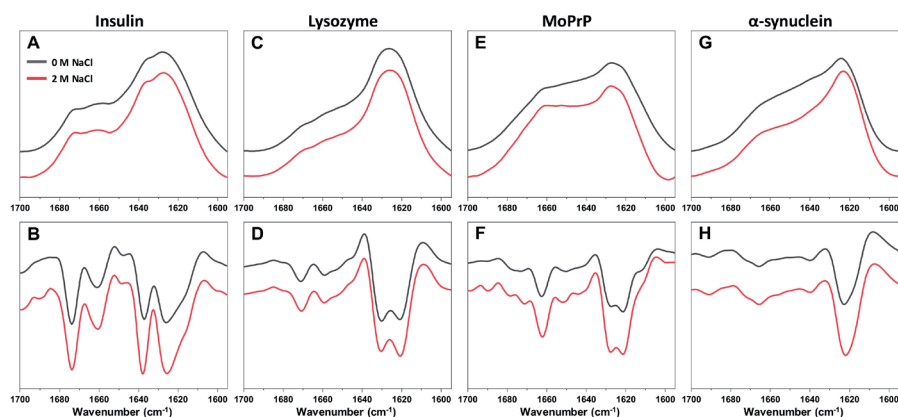 Insulin Lysozyme MoPrP α-synuclein
A C E G
0 M NaCl
2 M NaCl
1700 1680 1660 1640 1620 1600 1700 1680 1660 1640 1620 1600 1700 1680 1660 1640 1620 1600 1700 1680 1660 1640 1620 1600
B D F H
1700 1680 1660 1640 1620 1600 1700 1680 1660 1640 1620 1600 1700 1680 1660 1640 1620 1600 1700 1680 1660 1640 1620 1600
Wavenumber (cm⁻¹) Wavenumber (cm⁻¹) Wavenumber (cm⁻¹) Wavenumber (cm⁻¹)